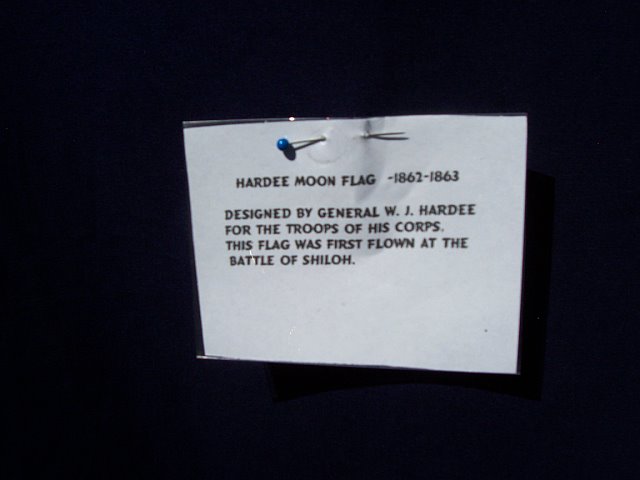 HARDEE MOON FLAG -1862-1863
DESIGNED BY GENERAL W. J. HARDEE
FOR THE TROOPS OF HIS CORPS.
THIS FLAG WAS FIRST FLOWN AT THE
BATTLE OF SHILOH.